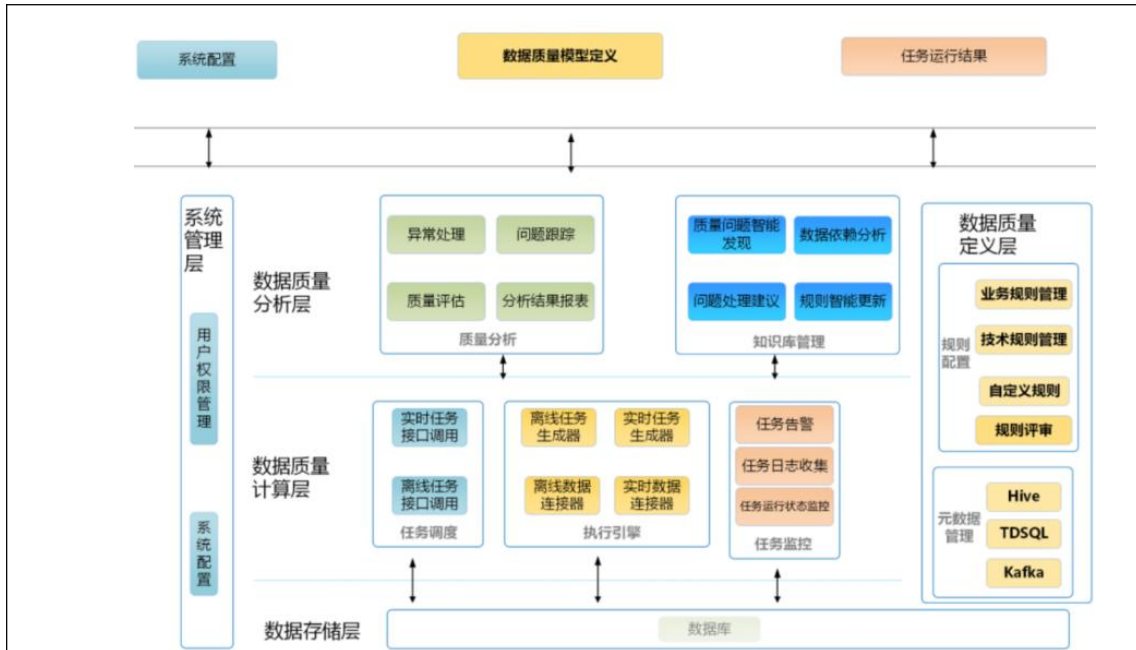 系统配置
数据质量模型定义
任务运行结果
系统
管理
层
用
户
权
限
管
理
系
统
配
置
数据质量
分析层
异常处理
问题跟踪
质量评估
分析结果报表
质量分析
质量问题智能
发现
数据依赖分析
问题处理建议
规则智能更新
知识库管理
数据质量
计算层
实时任务
接口调用
离线任务
接口调用
任务调度
离线任务
生成器
实时任务
生成器
离线数据
连接器
实时数据
连接器
执行引擎
任务告警
任务日志收集
任务运行状态监控
任务监控
数据质量
定义层
规则
配置
业务规则管理
技术规则管理
自定义规则
规则评审
元数据
管理
Hive
TDSQL
Kafka
数据存储层
数据库